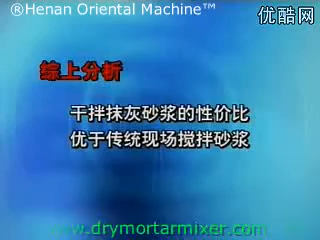 ®Henan Oriental Machine™
优酷网
综上分析
干拌抹灰砂浆的性价比
优于传统现场搅拌砂浆
www.drymortarmixer.com